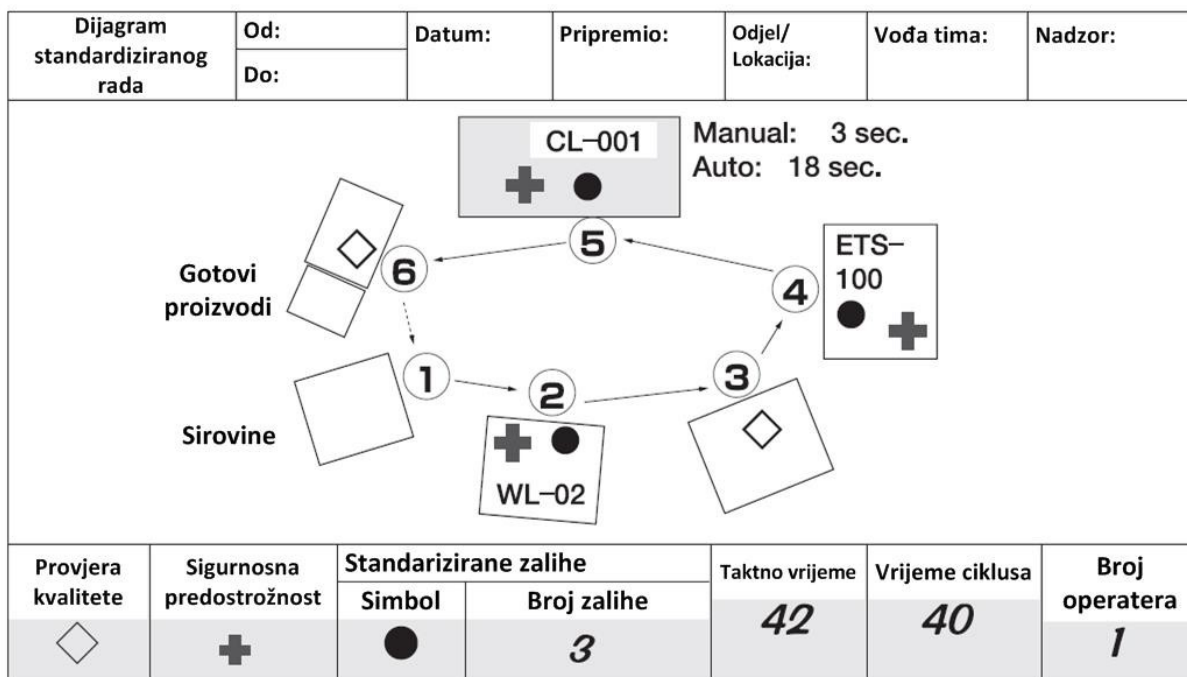 Dijagram
standardiziranog
rada
Od:
Do:
Datum:
Pripremio:
Odjel/
Lokacija:
Vođa tima:
Nadzor:
CL–001
Manual: 3 sec.
Auto: 18 sec.
5
ETS–
100
4
6
Gotovi
proizvodi
1
2
3
Sirovine
WL–02
Provjera
kvalitete
Sigurnosna
predostrožnost
Standarizirane zalihe
Simbol
Broj zalihe
3
Taktno vrijeme
42
Vrijeme ciklusa
40
Broj
operatera
1